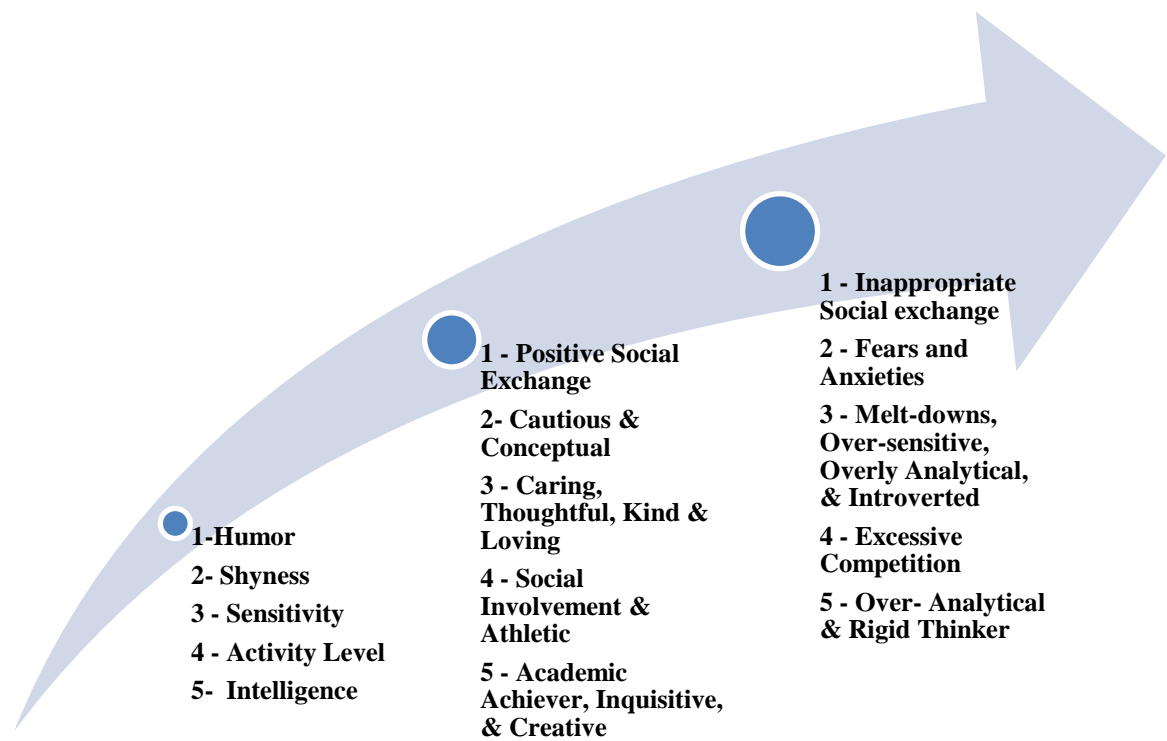 1-Humor
2- Shyness
3 - Sensitivity
4 - Activity Level
5-  Intelligence
1 - Positive Social
Exchange
2- Cautious &
Conceptual
3 - Caring,
Thoughtful, Kind &
Loving
4 - Social
Involvement &
Athletic
5 - Academic
Achiever, Inquisitive,
& Creative
1 - Inappropriate
Social exchange
2 - Fears and
Anxieties
3 - Melt-downs,
Over-sensitive,
Overly Analytical,
& Introverted
4 - Excessive
Competition
5 - Over- Analytical
& Rigid Thinker